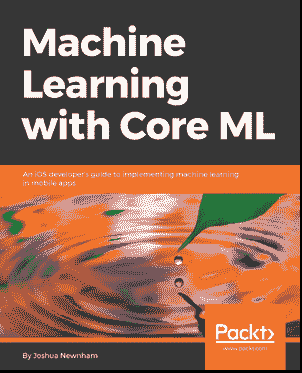 Machine
Learning
with Core ML
An iOS developer's guide to implementing machine learning
in mobile apps
Packt>
www.packt.com
By Joshua Newnham